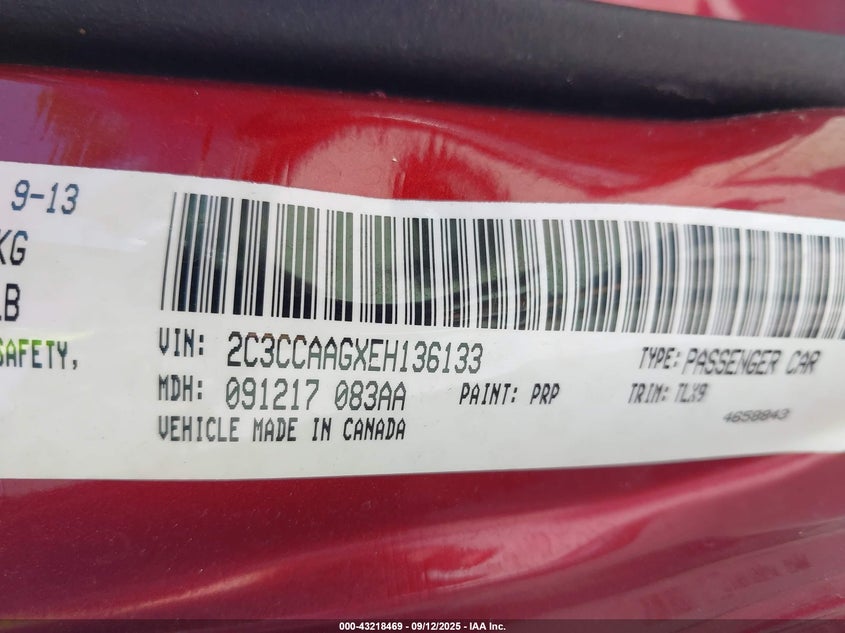 9-13
KG
LB
SAFETY,
VIN: 2C3CCAAGXEH136133 TYPE: PASSENGER CAR
MDH: 091217 083AA PAINT: PRP TRIM: TLX9
4658843
VEHICLE MADE IN CANADA
000-43218469 - 09/12/2025 - IAA Inc.